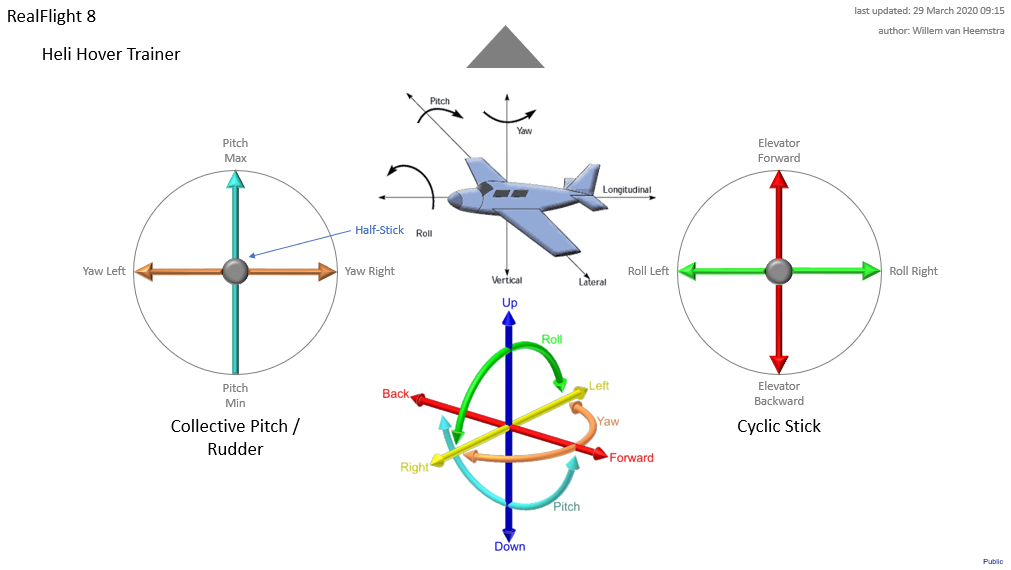 RealFlight 8
last updated: 29 March 2020 09:15
author: Willem van Heemstra
Heli Hover Trainer
Pitch
Yaw
Longitudinal
Roll
Vertical
Lateral
Pitch
Max
Half-Stick
Yaw Left
Yaw Right
Pitch
Min
Collective Pitch /
Rudder
Elevator
Forward
Roll Left
Roll Right
Elevator
Backward
Cyclic Stick
Up
Roll
Left
Back
Yaw
Right
Forward
Pitch
Down
Public